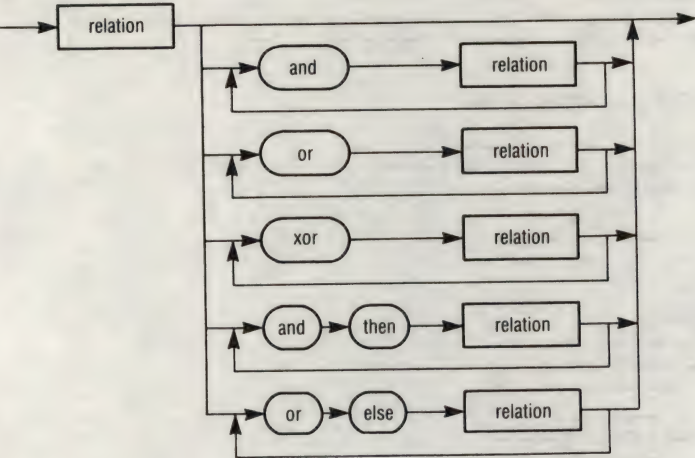 relation
and relation
or relation
xor relation
and then relation
or else relation